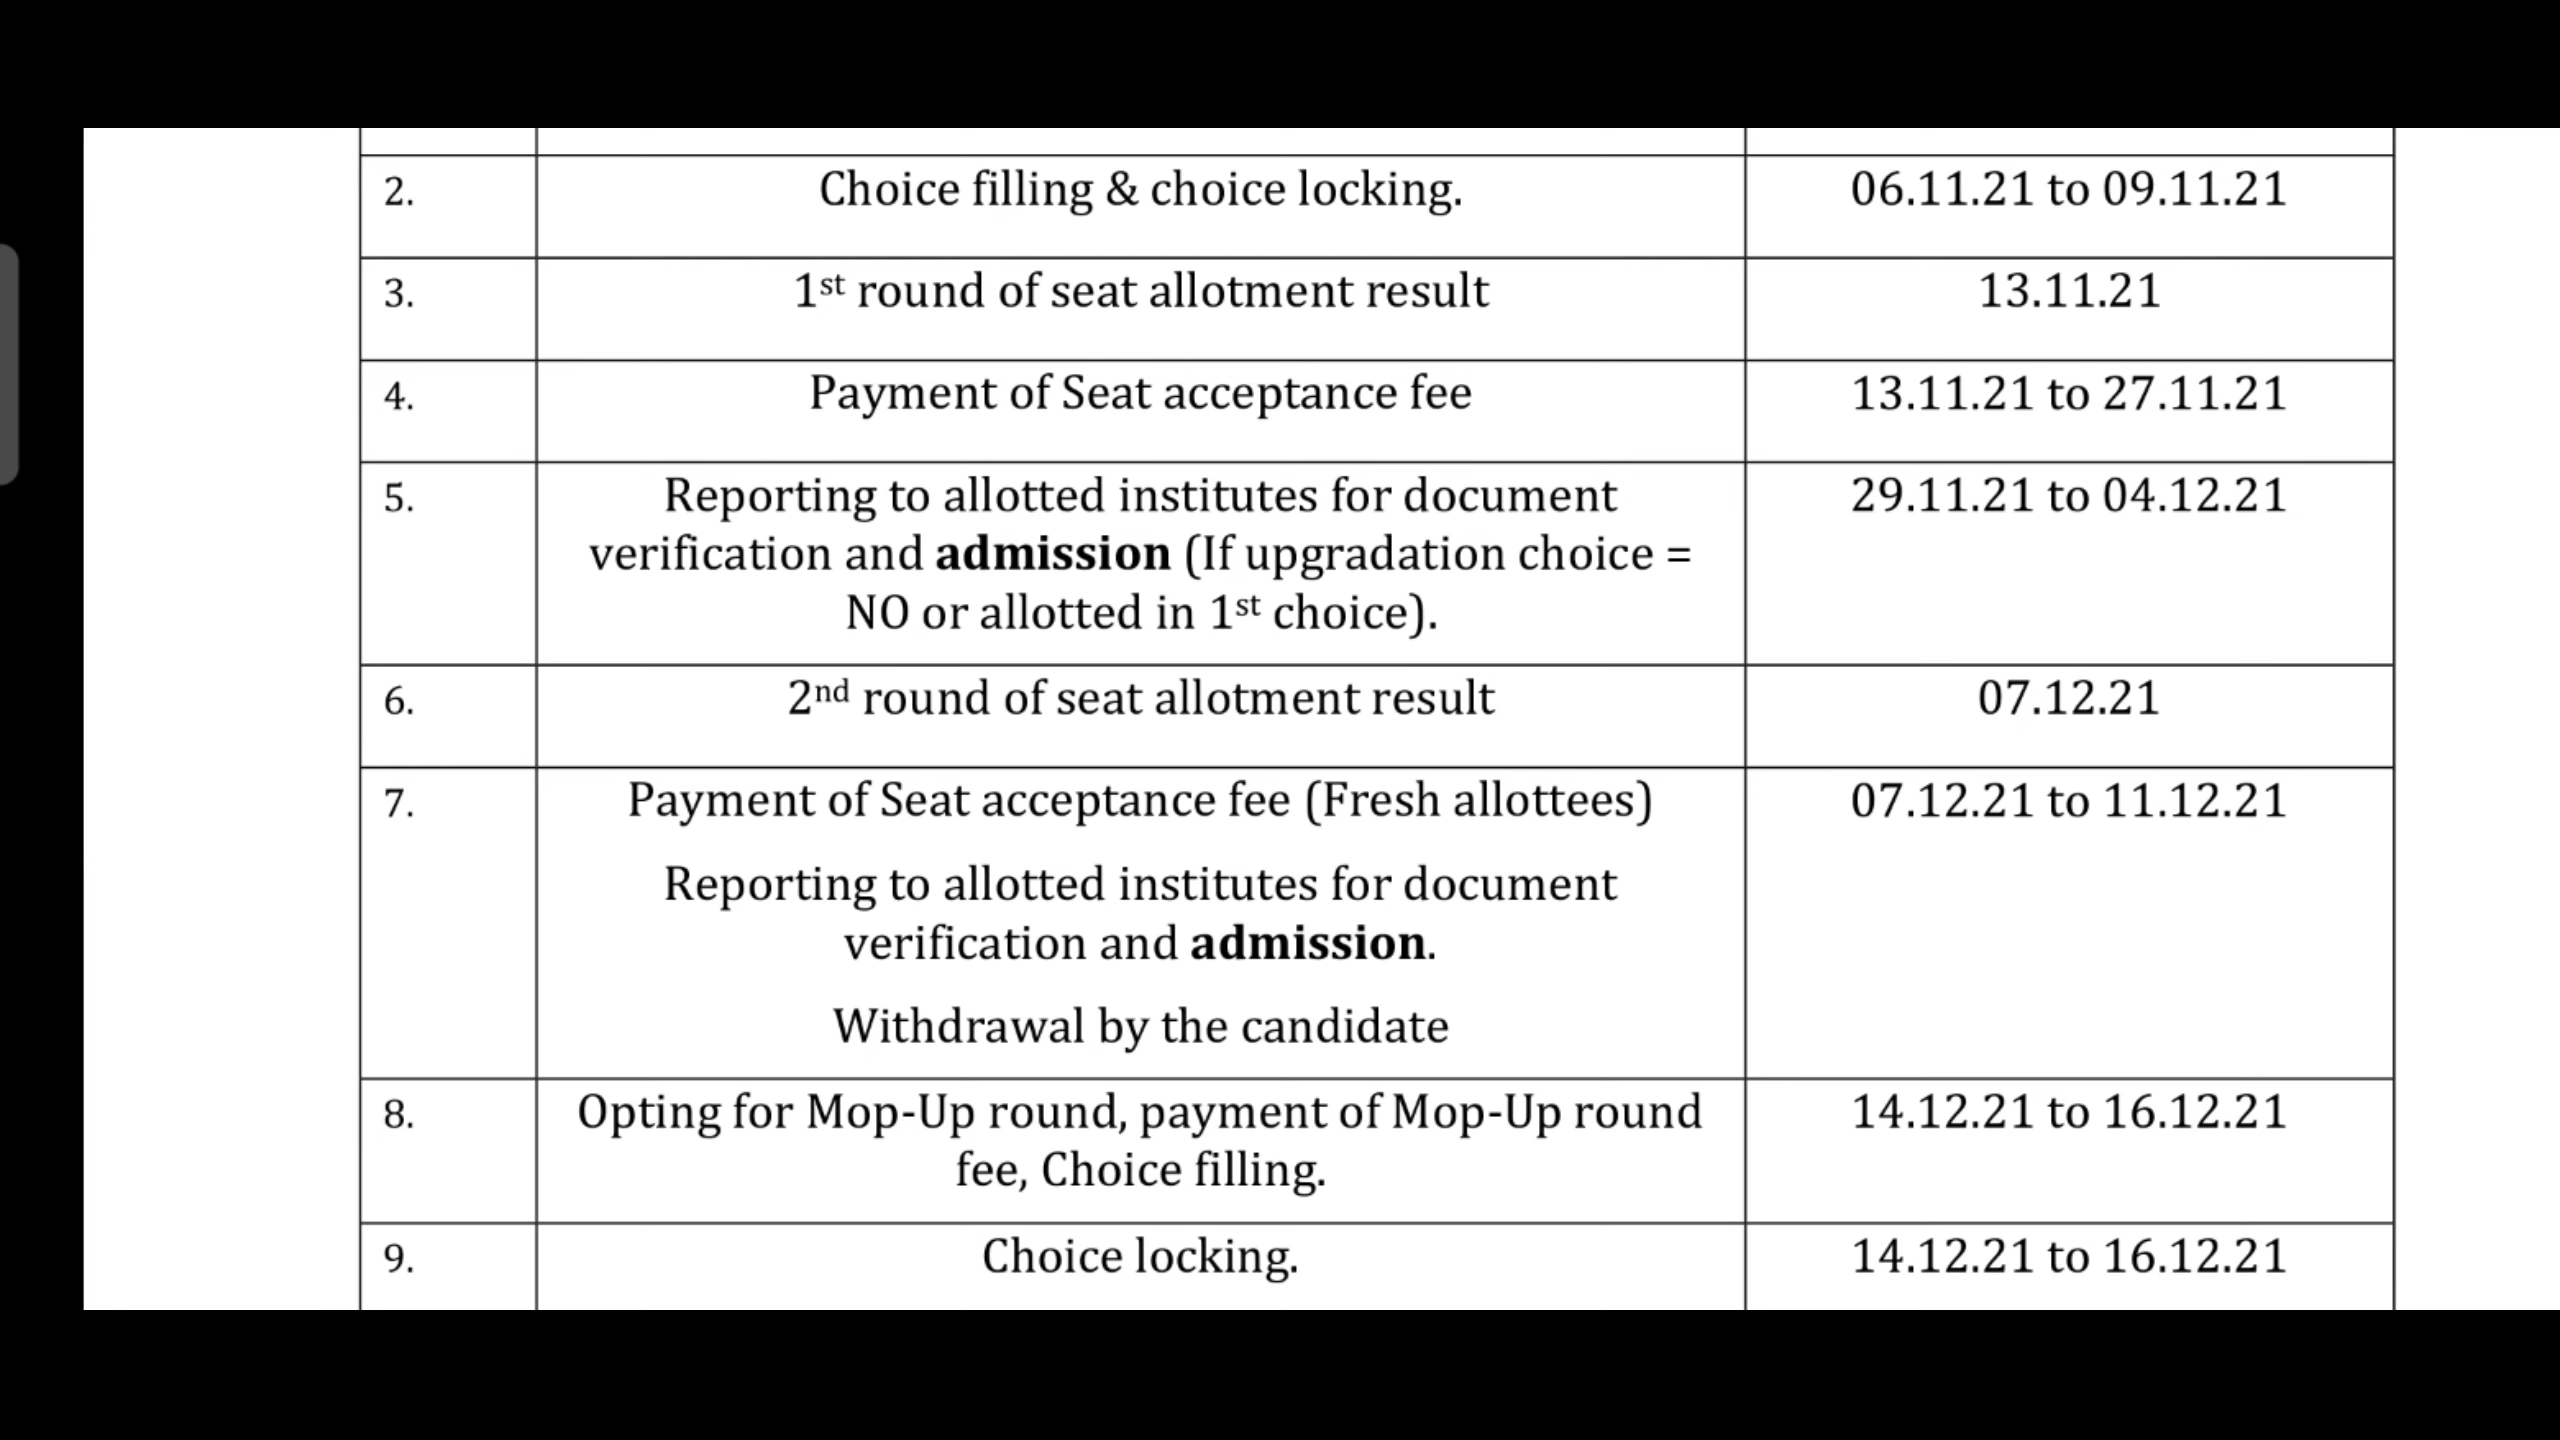 2. Choice filling & choice locking. 06.11.21 to 09.11.21
3. 1st round of seat allotment result 13.11.21
4. Payment of Seat acceptance fee 13.11.21 to 27.11.21
5. Reporting to allotted institutes for document 29.11.21 to 04.12.21
verification and admission (If upgradation choice =
NO or allotted in 1st choice).
6. 2nd round of seat allotment result 07.12.21
7. Payment of Seat acceptance fee (Fresh allottees) 07.12.21 to 11.12.21
Reporting to allotted institutes for document
verification and admission.
Withdrawal by the candidate
8. Opting for Mop-Up round, payment of Mop-Up round 14.12.21 to 16.12.21
fee, Choice filling.
9. Choice locking. 14.12.21 to 16.12.21